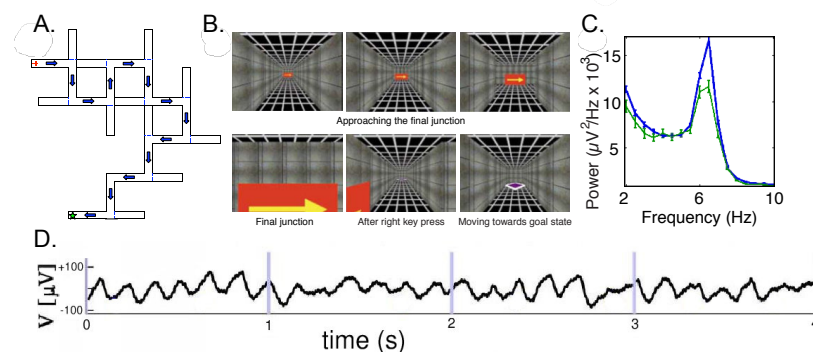 A.
B.
C.
Approaching the final junction
Final junction
After right key press
Moving towards goal state
Power (µV²/Hz x 10³)
15
10
5
2
6
10
Frequency (Hz)
D.
V [µV]
+100
-100
0
1
2
3
4
time (s)